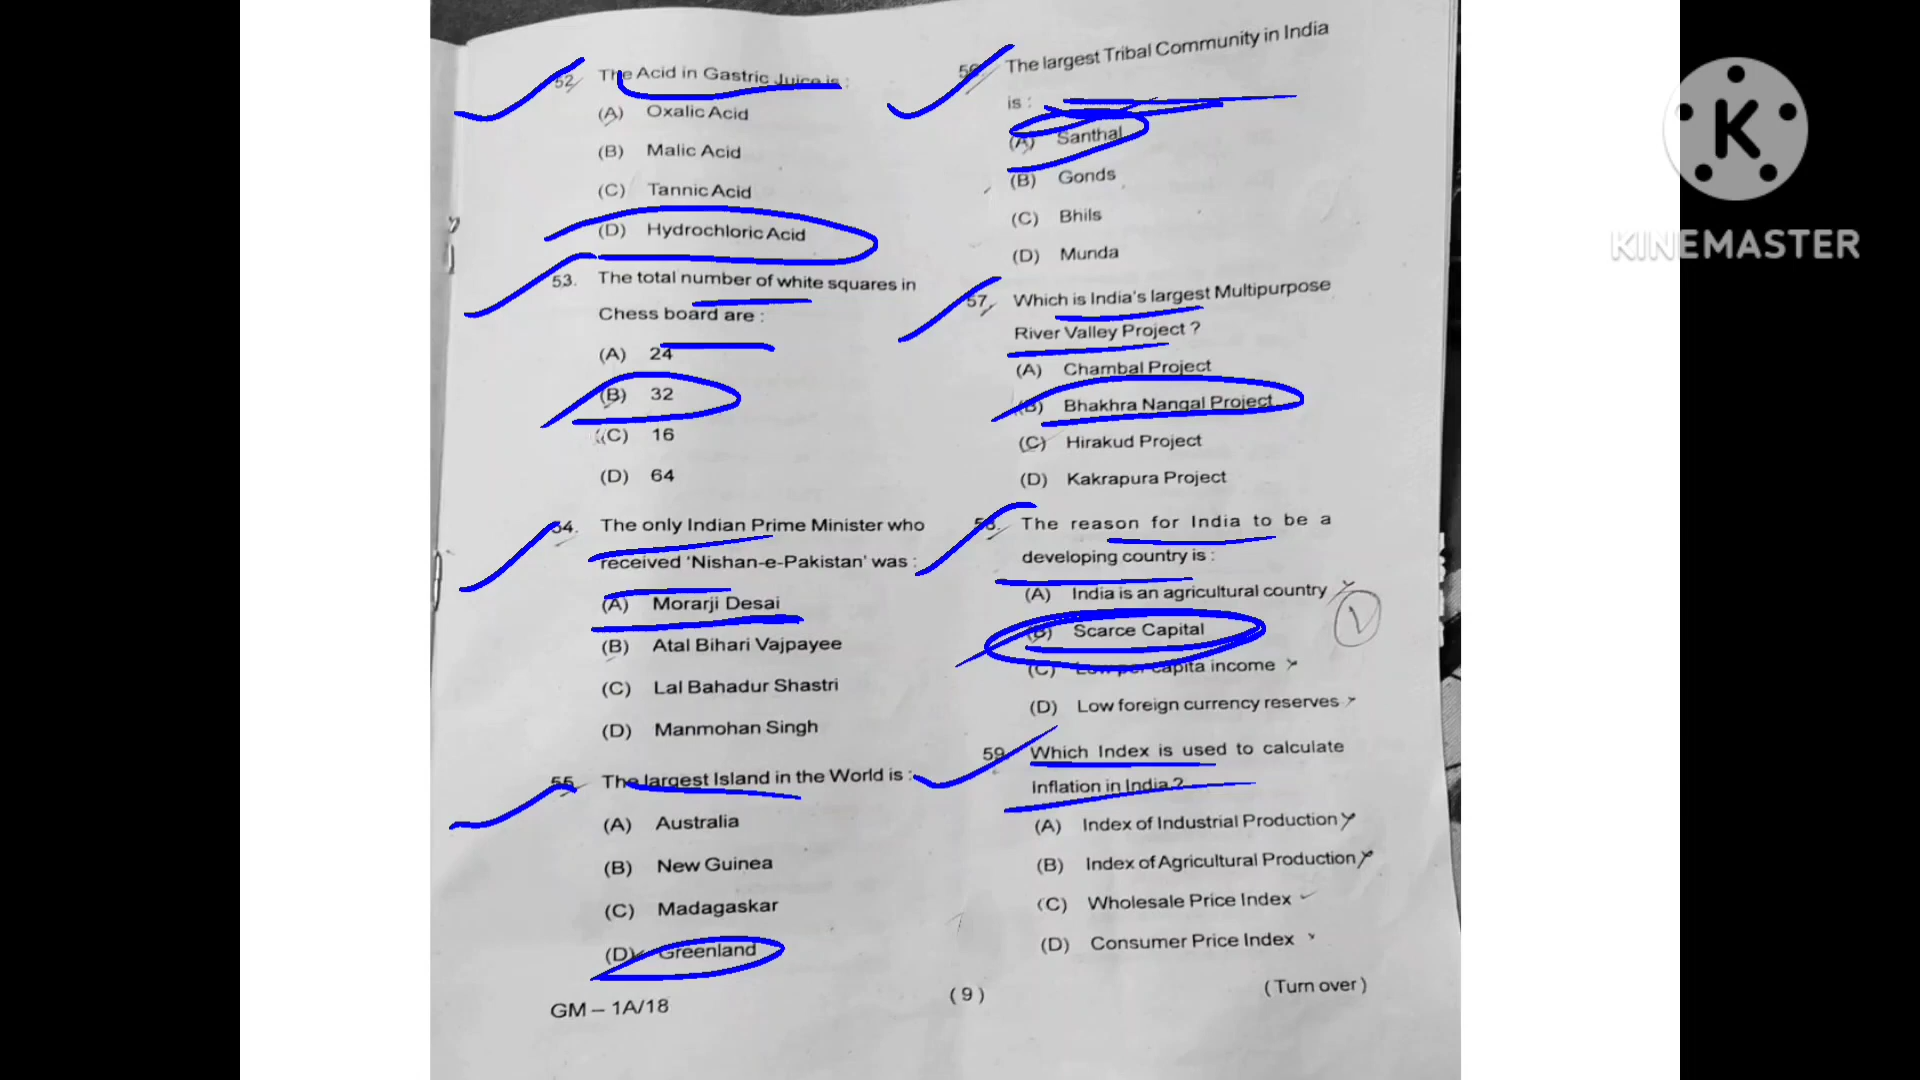 52. The Acid in Gastric Juice is :
(A) Oxalic Acid
(B) Malic Acid
(C) Tannic Acid
(D) Hydrochloric Acid
53. The total number of white squares in
Chess board are :
(A) 24
(B) 32
(C) 16
(D) 64
54. The only Indian Prime Minister who
received ‘Nishan-e-Pakistan’ was :
(A) Morarji Desai
(B) Atal Bihari Vajpayee
(C) Lal Bahadur Shastri
(D) Manmohan Singh
55. The largest Island in the World is :
(A) Australia
(B) New Guinea
(C) Madagaskar
(D) Greenland
GM – 1A/18
56. The largest Tribal Community in India
is :
(A) Santhal
(B) Gonds
(C) Bhils
(D) Munda
57. Which is India's largest Multipurpose
River Valley Project ?
(A) Chambal Project
(B) Bhakhra Nangal Project
(C) Hirakud Project
(D) Kakrapura Project
58. The reason for India to be a
developing country is :
(A) India is an agricultural country
(B) Scarce Capital
(C) Low per capita income
(D) Low foreign currency reserves
59. Which Index is used to calculate
Inflation in India ?
(A) Index of Industrial Production
(B) Index of Agricultural Production
(C) Wholesale Price Index
(D) Consumer Price Index
( 9 )
( Turn over )
K
KINEMASTER